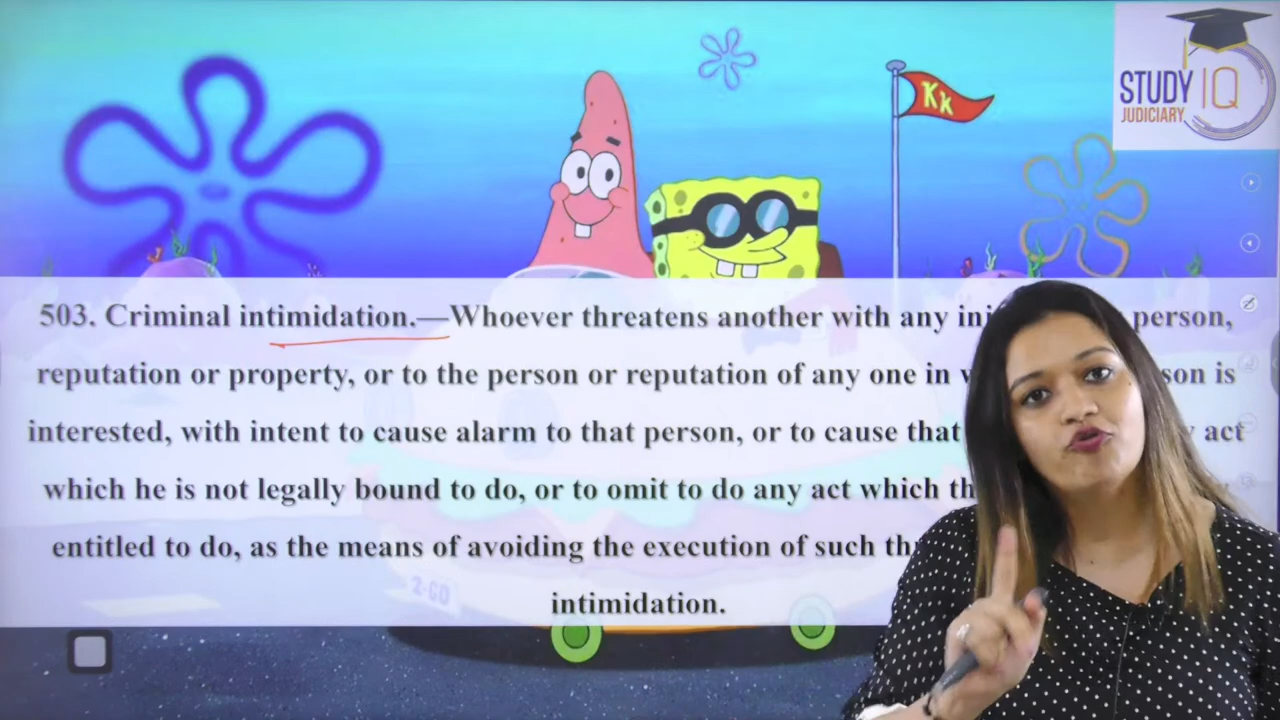 Kk
STUDY IQ
JUDICIARY
503. Criminal intimidation.—Whoever threatens another with any person,
reputation or property, or to the person or reputation of any one in son is
interested, with intent to cause alarm to that person, or to cause that act
which he is not legally bound to do, or to omit to do any act which
entitled to do, as the means of avoiding the execution of such
intimidation.
2-GO